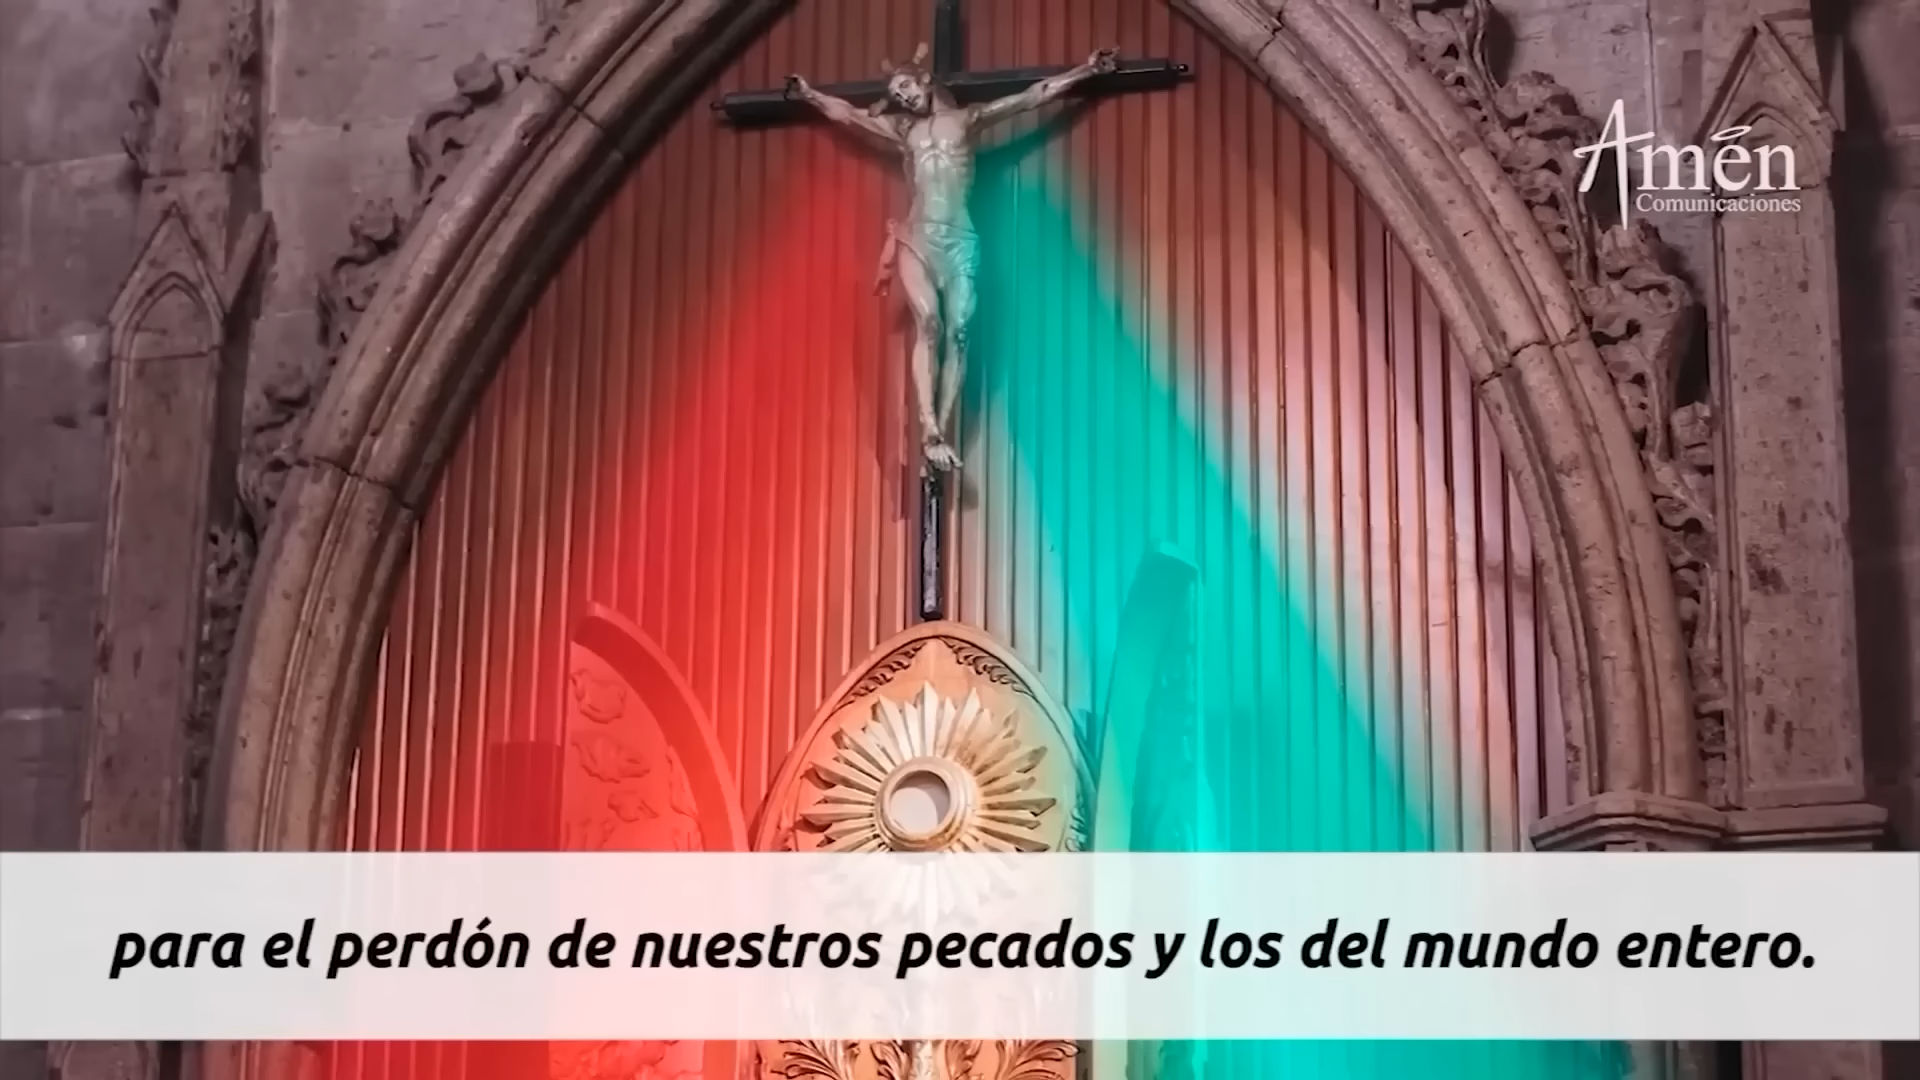 Amén
Comunicaciones
para el perdón de nuestros pecados y los del mundo entero.